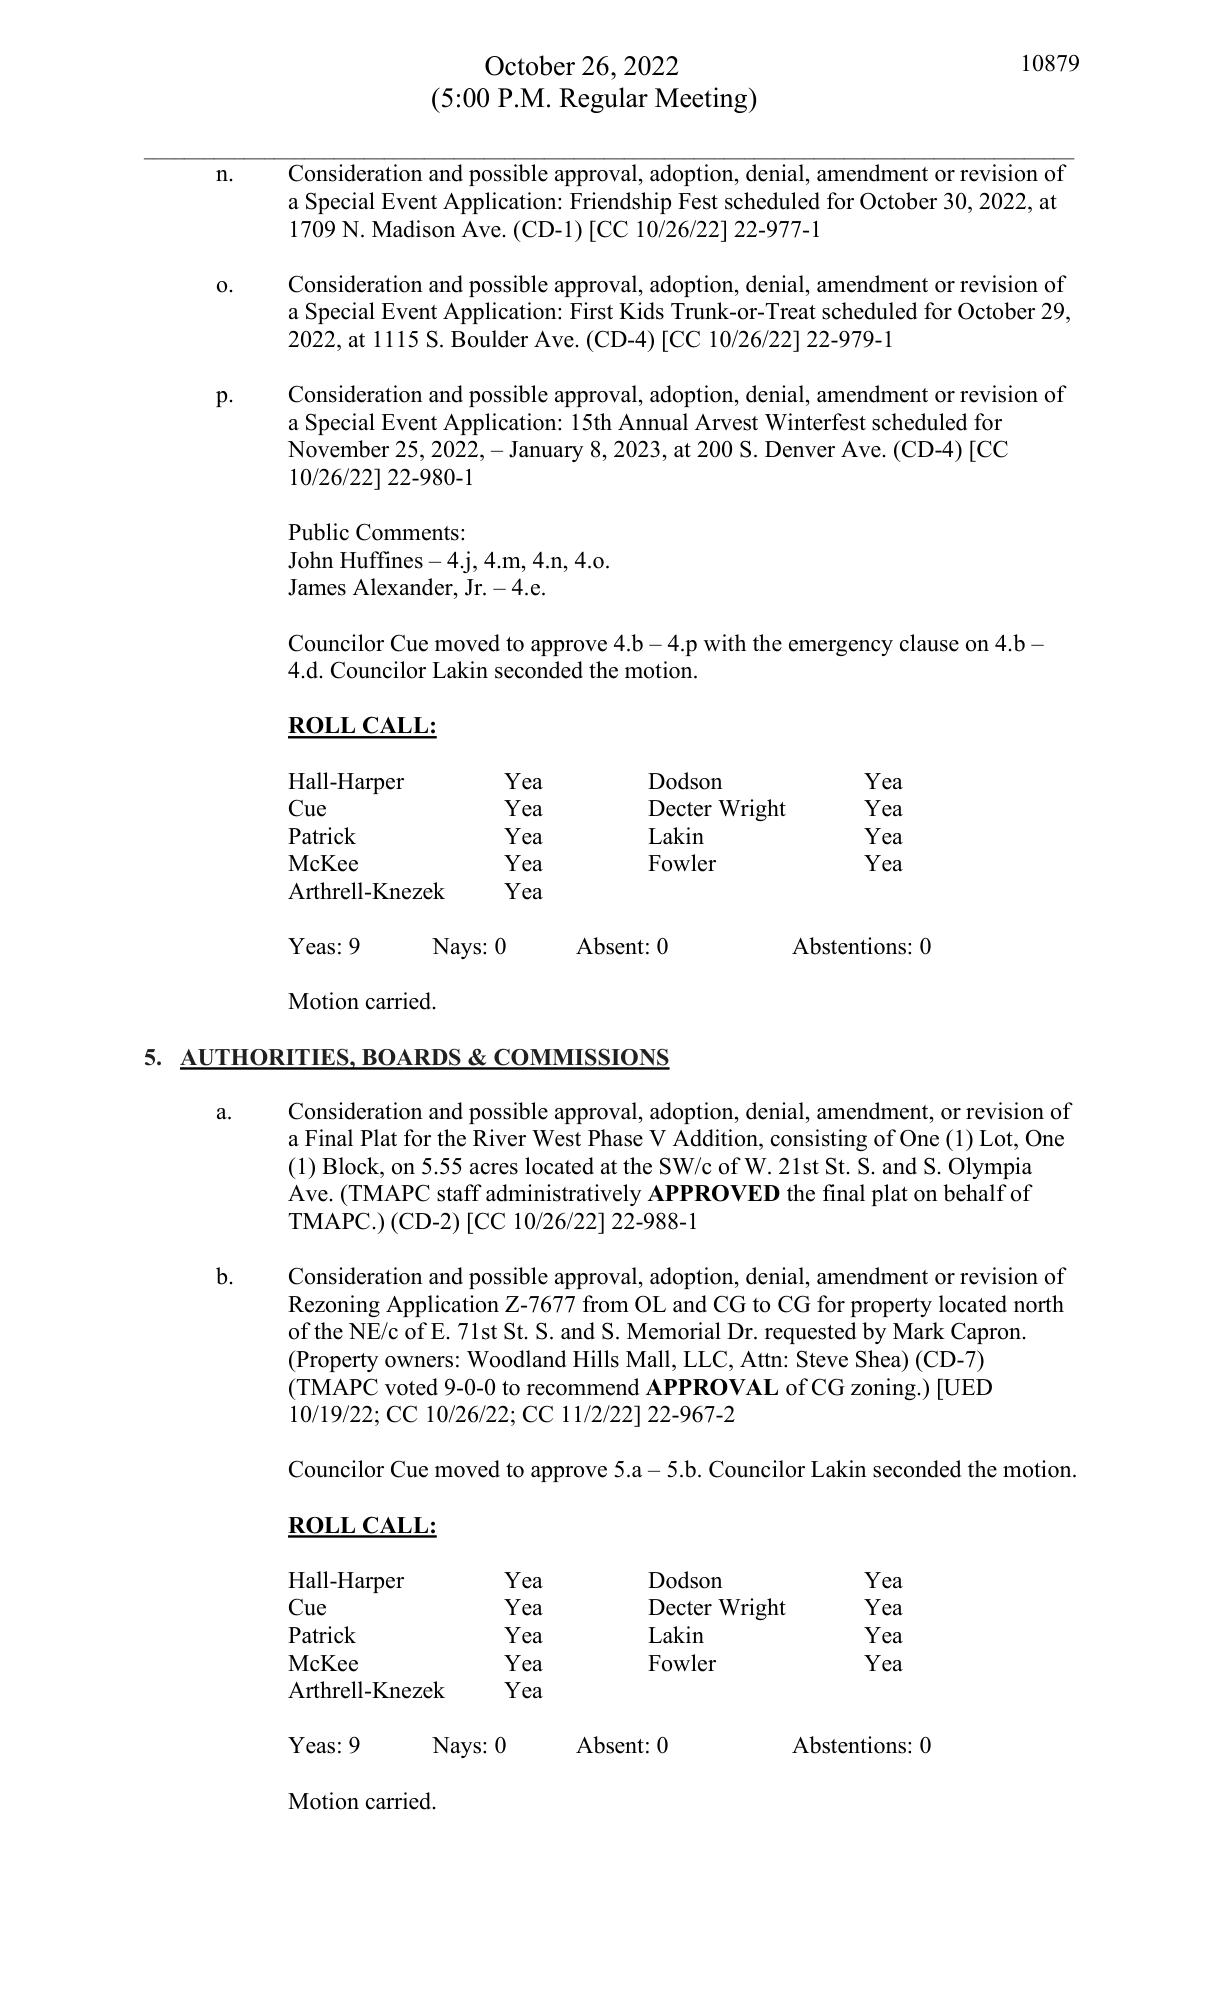 October 26, 2022
10879
(5:00 P.M. Regular Meeting)
n. Consideration and possible approval, adoption, denial, amendment or revision of
a Special Event Application: Friendship Fest scheduled for October 30, 2022, at
1709 N. Madison Ave. (CD-1) [CC 10/26/22] 22-977-1
o. Consideration and possible approval, adoption, denial, amendment or revision of
a Special Event Application: First Kids Trunk-or-Treat scheduled for October 29,
2022, at 1115 S. Boulder Ave. (CD-4) [CC 10/26/22] 22-979-1
p. Consideration and possible approval, adoption, denial, amendment or revision of
a Special Event Application: 15th Annual Arvest Winterfest scheduled for
November 25, 2022, – January 8, 2023, at 200 S. Denver Ave. (CD-4) [CC
10/26/22] 22-980-1
Public Comments:
John Huffines – 4.j, 4.m, 4.n, 4.o.
James Alexander, Jr. – 4.e.
Councilor Cue moved to approve 4.b – 4.p with the emergency clause on 4.b –
4.d. Councilor Lakin seconded the motion.
ROLL CALL:
Hall-Harper Yea Dodson Yea
Cue Yea Decter Wright Yea
Patrick Yea Lakin Yea
McKee Yea Fowler Yea
Arthrell-Knezek Yea
Yeas: 9 Nays: 0 Absent: 0 Abstentions: 0
Motion carried.
5. AUTHORITIES, BOARDS & COMMISSIONS
a. Consideration and possible approval, adoption, denial, amendment, or revision of
a Final Plat for the River West Phase V Addition, consisting of One (1) Lot, One
(1) Block, on 5.55 acres located at the SW/c of W. 21st St. S. and S. Olympia
Ave. (TMAPC staff administratively APPROVED the final plat on behalf of
TMAPC.) (CD-2) [CC 10/26/22] 22-988-1
b. Consideration and possible approval, adoption, denial, amendment or revision of
Rezoning Application Z-7677 from OL and CG to CG for property located north
of the NE/c of E. 71st St. S. and S. Memorial Dr. requested by Mark Capron.
(Property owners: Woodland Hills Mall, LLC, Attn: Steve Shea) (CD-7)
(TMAPC voted 9-0-0 to recommend APPROVAL of CG zoning.) [UED
10/19/22; CC 10/26/22; CC 11/2/22] 22-967-2
Councilor Cue moved to approve 5.a – 5.b. Councilor Lakin seconded the motion.
ROLL CALL:
Hall-Harper Yea Dodson Yea
Cue Yea Decter Wright Yea
Patrick Yea Lakin Yea
McKee Yea Fowler Yea
Arthrell-Knezek Yea
Yeas: 9 Nays: 0 Absent: 0 Abstentions: 0
Motion carried.